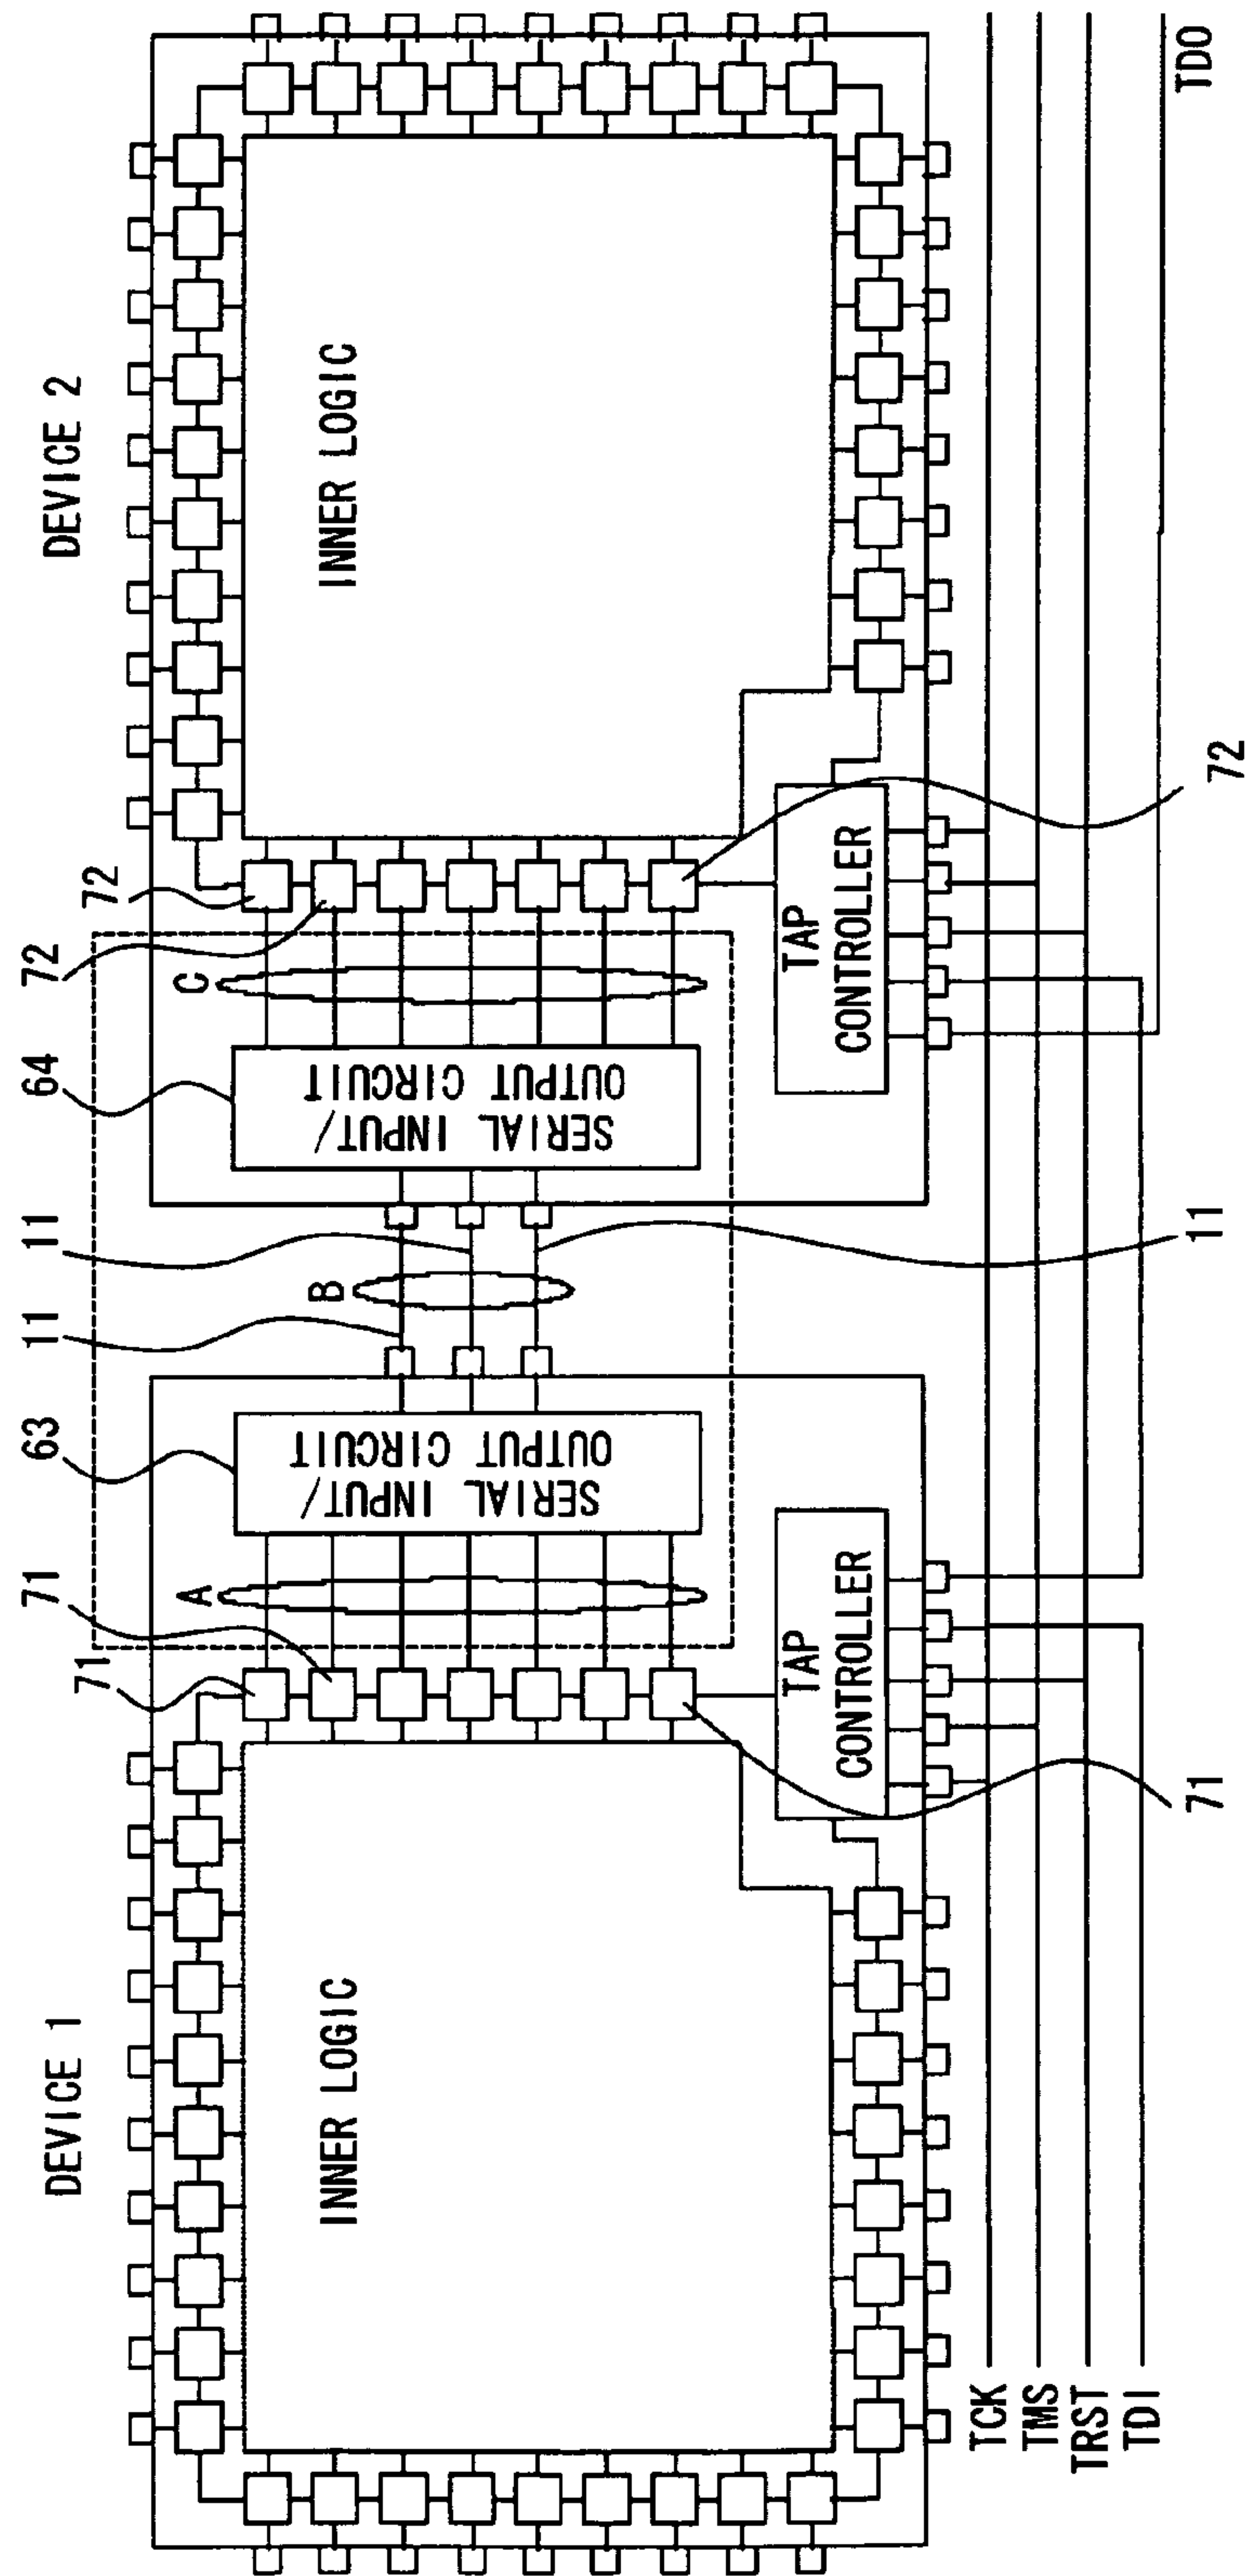 DEVICE 1
DEVICE 2
71
71
A
63
11
B
11
64
C
72
72
INNER LOGIC
SERIAL INPUT/
OUTPUT CIRCUIT
SERIAL INPUT/
OUTPUT CIRCUIT
INNER LOGIC
TAP
CONTROLLER
TAP
CONTROLLER
TCK
TMS
TRST
TDI
71
11
72
TDO